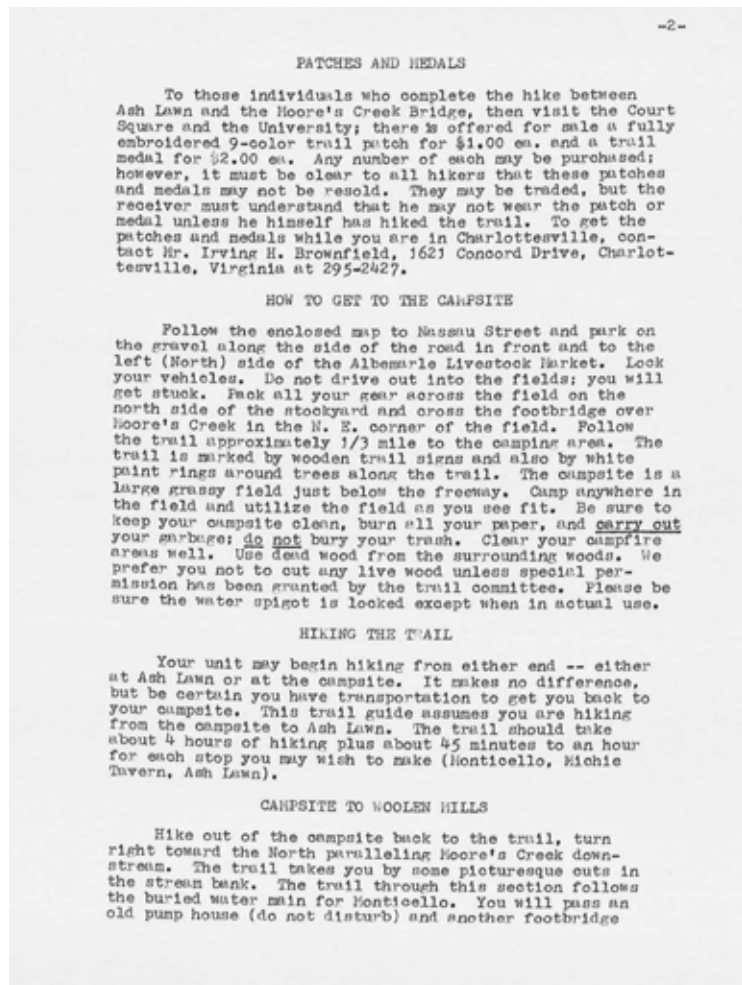 -2-
PATCHES AND MEDALS
To those individuals who complete the hike between
Ash Lawn and the Moore's Creek Bridge, then visit the Court
Square and the University; there is offered for sale a fully
embroidered 9-color trail patch for $1.00 ea. and a trail
medal for $2.00 ea. Any number of each may be purchased;
however, it must be clear to all hikers that these patches
and medals may not be resold. They may be traded, but the
receiver must understand that he may not wear the patch or
medal unless he himself has hiked the trail. To get the
patches and medals while you are in Charlottesville, con-
tact Mr. Irving H. Brownfield, 1621 Concord Drive, Charlot-
tesville, Virginia at 295-2427.
HOW TO GET TO THE CAMPSITE
Follow the enclosed map to Nassau Street and park on
the gravel along the side of the road in front and to the
left (North) side of the Albemarle Livestock Market. Lock
your vehicles. Do not drive out into the fields; you will
get stuck. Pack all your gear across the field on the
north side of the stockyard and cross the footbridge over
Moore's Creek in the N. E. corner of the field. Follow
the trail approximately 1/3 mile to the camping area. The
trail is marked by wooden trail signs and also by white
paint rings around trees along the trail. The campsite is a
large grassy field just below the freeway. Camp anywhere in
the field and utilize the field as you see fit. Be sure to
keep your campsite clean, burn all your paper, and carry out
your garbage; do not bury your trash. Clear your campfire
areas well. Use dead wood from the surrounding woods. We
prefer you not to cut any live wood unless special per-
mission has been granted by the trail committee. Please be
sure the water spigot is locked except when in actual use.
HIKING THE TRAIL
Your unit may begin hiking from either end -- either
at Ash Lawn or at the campsite. It makes no difference,
but be certain you have transportation to get you back to
your campsite. This trail guide assumes you are hiking
from the campsite to Ash Lawn. The trail should take
about 4 hours of hiking plus about 45 minutes to an hour
for each stop you may wish to make (Monticello, Michie
Tavern, Ash Lawn).
CAMPSITE TO WOOLEN MILLS
Hike out of the campsite back to the trail, turn
right toward the North paralleling Moore's Creek down-
stream. The trail takes you by some picturesque cuts in
the stream bank. The trail through this section follows
the buried water main for Monticello. You will pass an
old pump house (do not disturb) and another footbridge